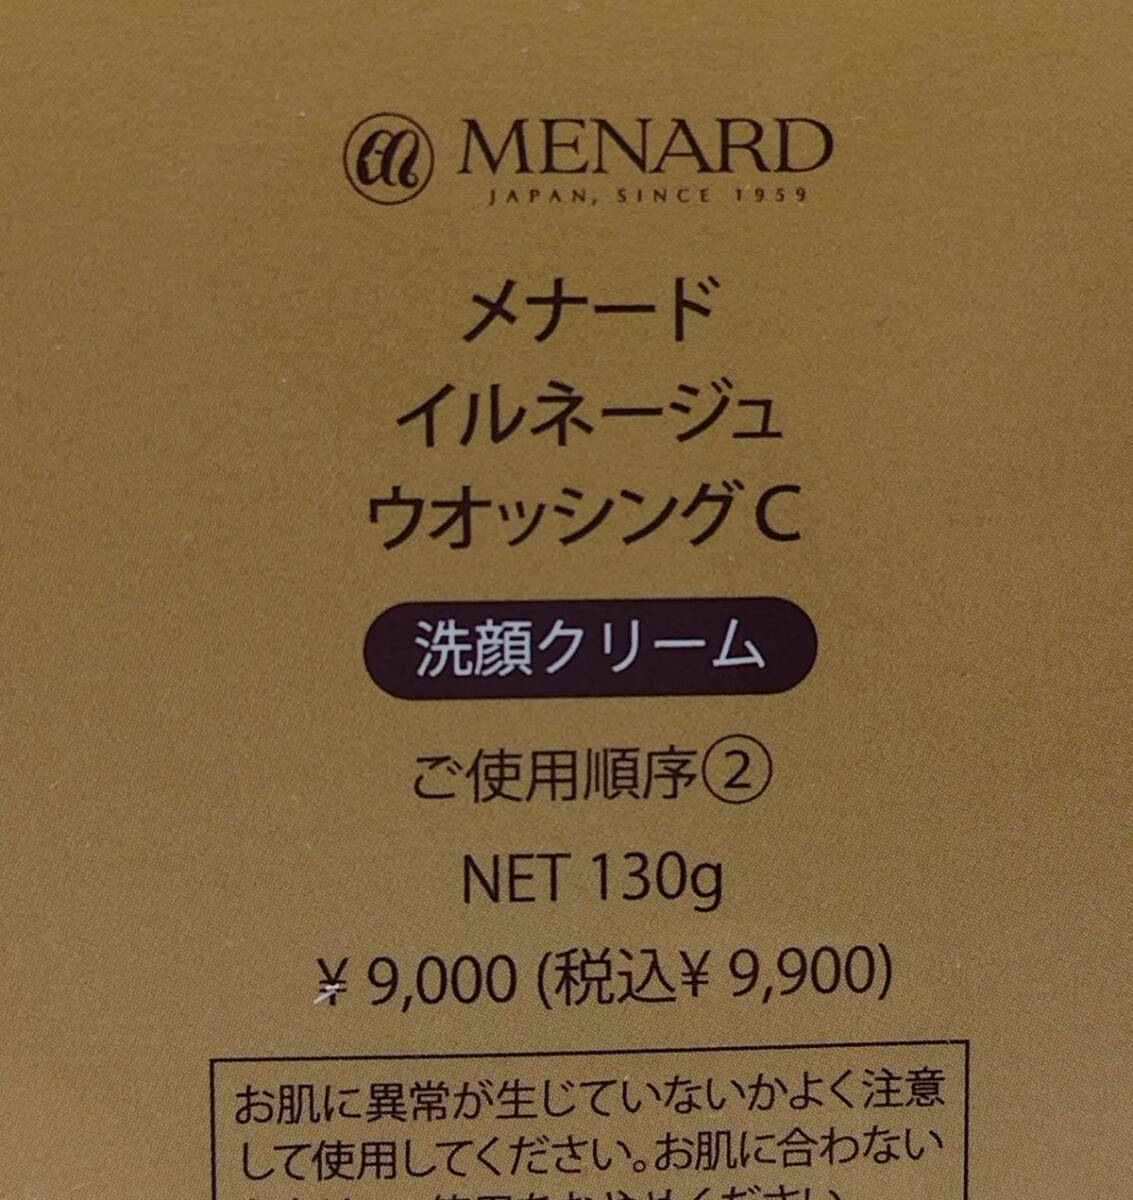 MENARD
JAPAN, SINCE 1959
メナード
イルネージュ
ウオッシングC
洗顔クリーム
ご使用順序②
NET 130g
¥ 9,000 (税込¥ 9,900)
お肌に異常が生じていないかよく注意
して使用してください。お肌に合わない